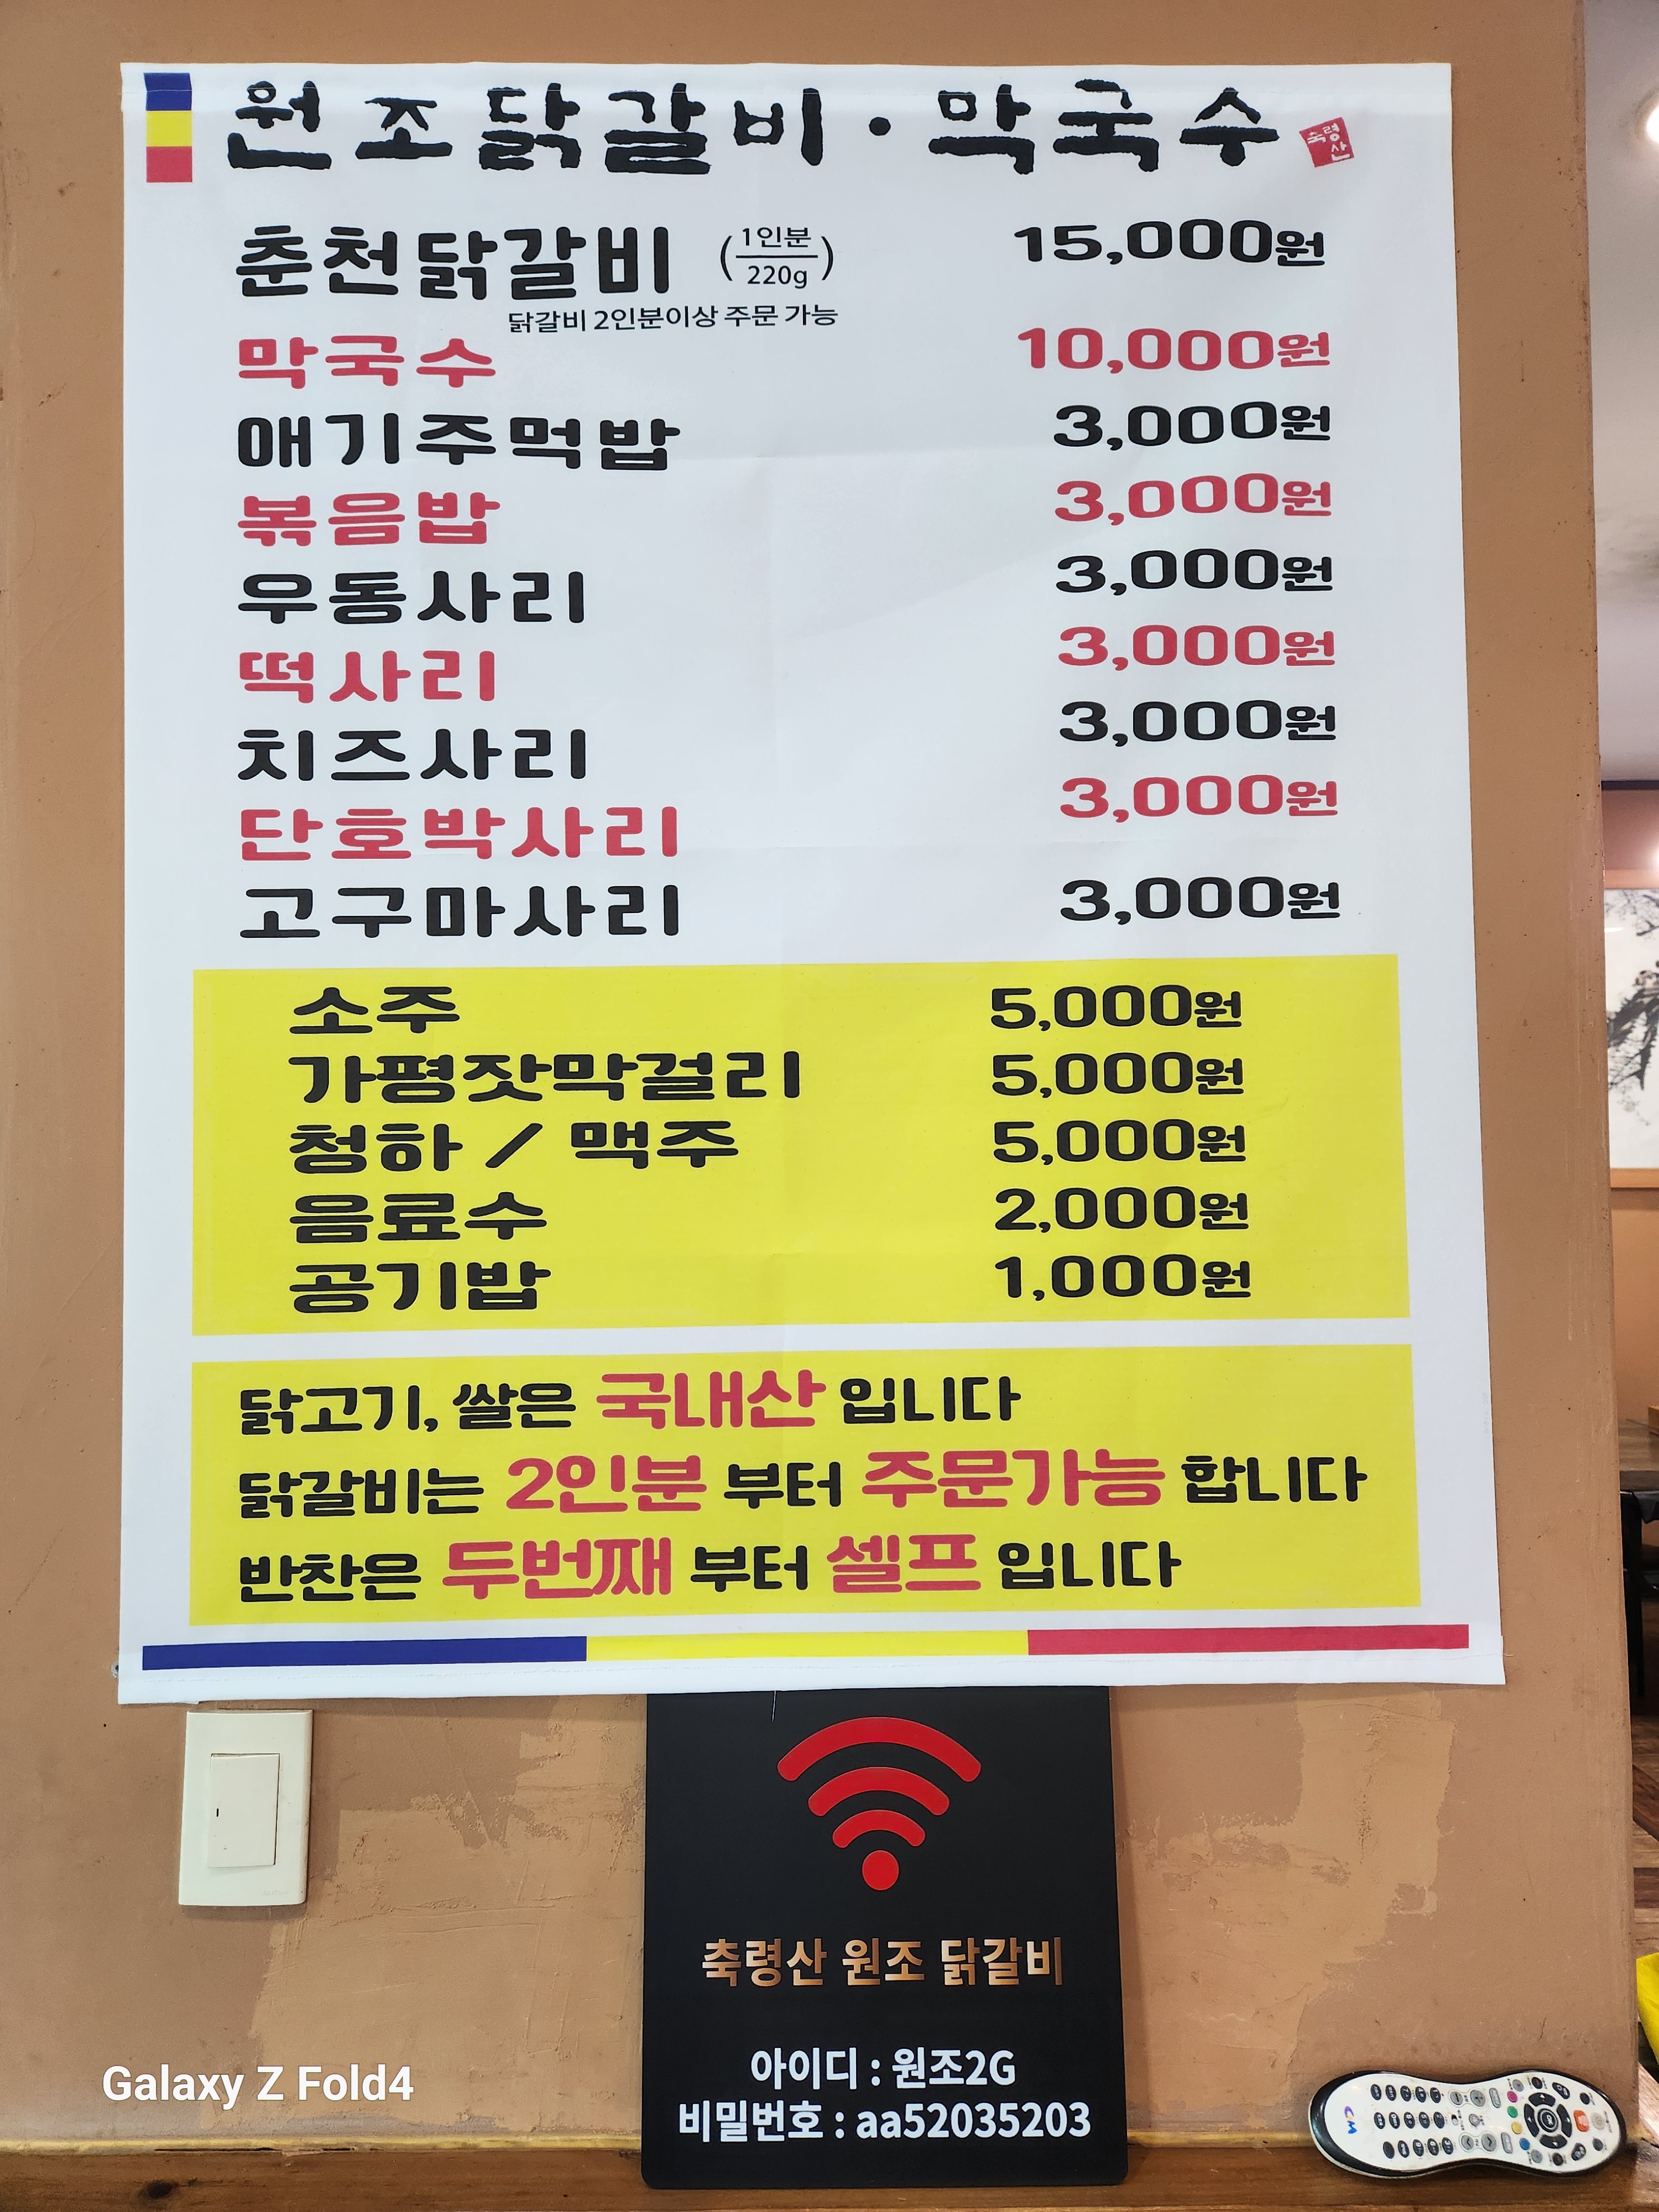 원조닭갈비·막국수 축령산
춘천닭갈비 (1인분/220g) 15,000원
닭갈비 2인분이상 주문 가능
막국수 10,000원
애기주먹밥 3,000원
볶음밥 3,000원
우동사리 3,000원
떡사리 3,000원
치즈사리 3,000원
단호박사리 3,000원
고구마사리 3,000원
소주 5,000원
가평잣막걸리 5,000원
청하 / 맥주 5,000원
음료수 2,000원
공기밥 1,000원
닭고기, 쌀은 국내산 입니다
닭갈비는 2인분 부터 주문가능 합니다
반찬은 두번째 부터 셀프 입니다
축령산 원조 닭갈비
아이디 : 원조2G
비밀번호 : aa52035203
Galaxy Z Fold4
CM